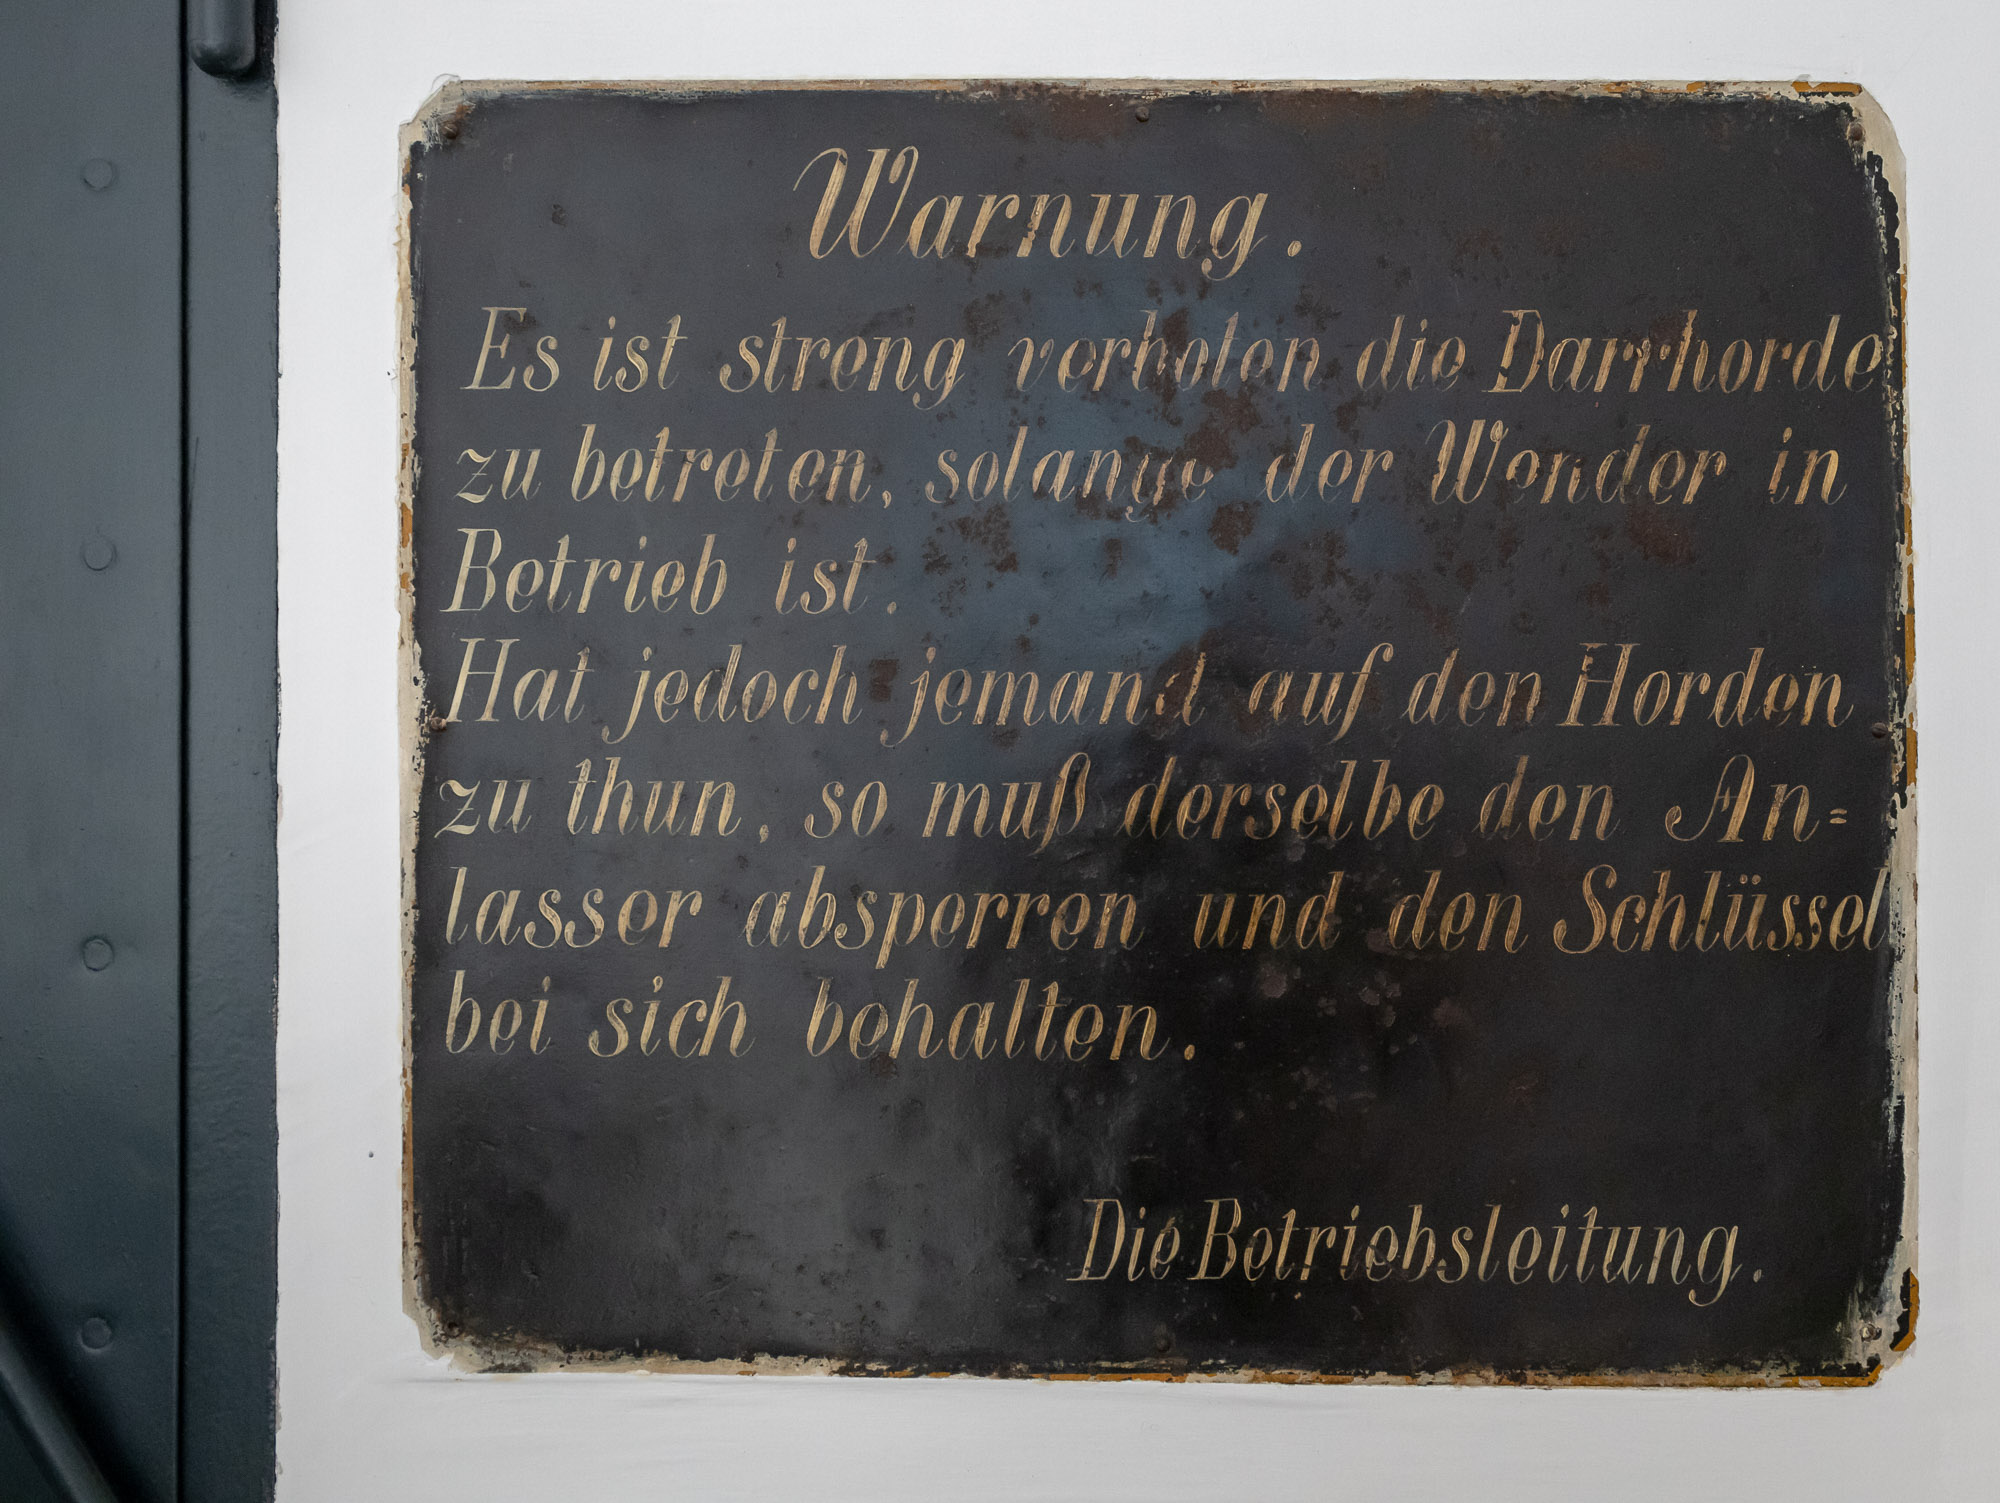 Warnung.
Es ist streng verboten die Darrhorde
zu betreten, solange der Wender in
Betrieb ist.
Hat jedoch jemand auf den Horden
zu thun, so muß derselbe den An=
lasser absperren und den Schlüssel
bei sich behalten.
Die Betriebsleitung.